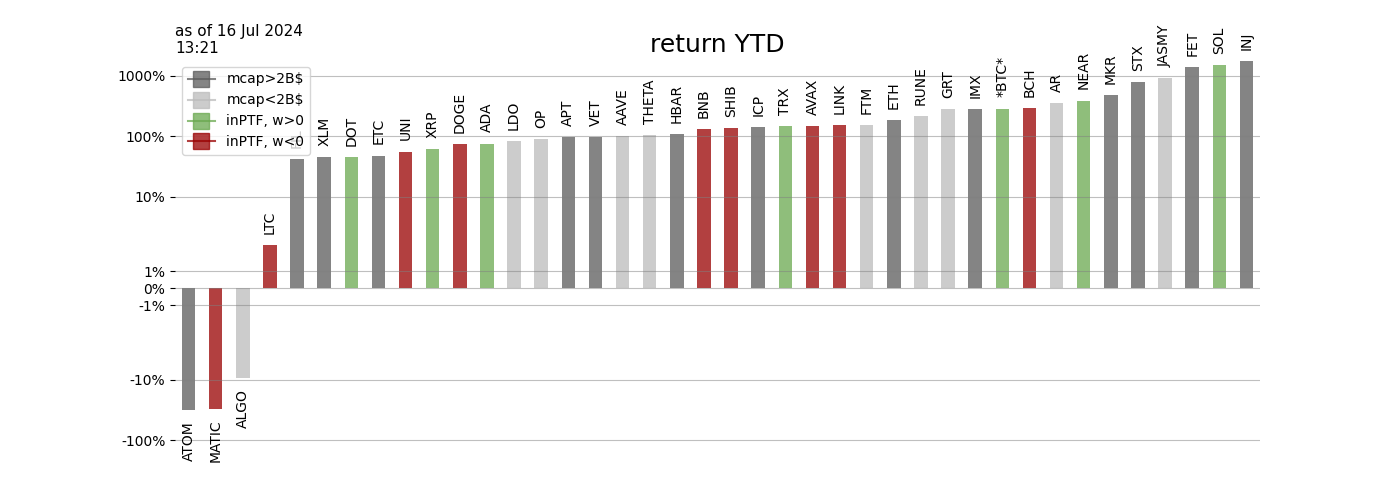 as of 16 Jul 2024
13:21
return YTD
mcap>2B$
mcap<2B$
inPTF, w>0
inPTF, w<0
1000%
100%
10%
1%
0%
-1%
-10%
-100%
ATOM
MATIC
ALGO
LTC
XLM
DOT
ETC
UNI
XRP
DOGE
ADA
LDO
OP
APT
VET
AAVE
THETA
HBAR
BNB
SHIB
ICP
TRX
AVAX
LINK
FTM
ETH
RUNE
GRT
IMX
*BTC*
BCH
AR
NEAR
MKR
STX
JASMY
FET
SOL
INJ